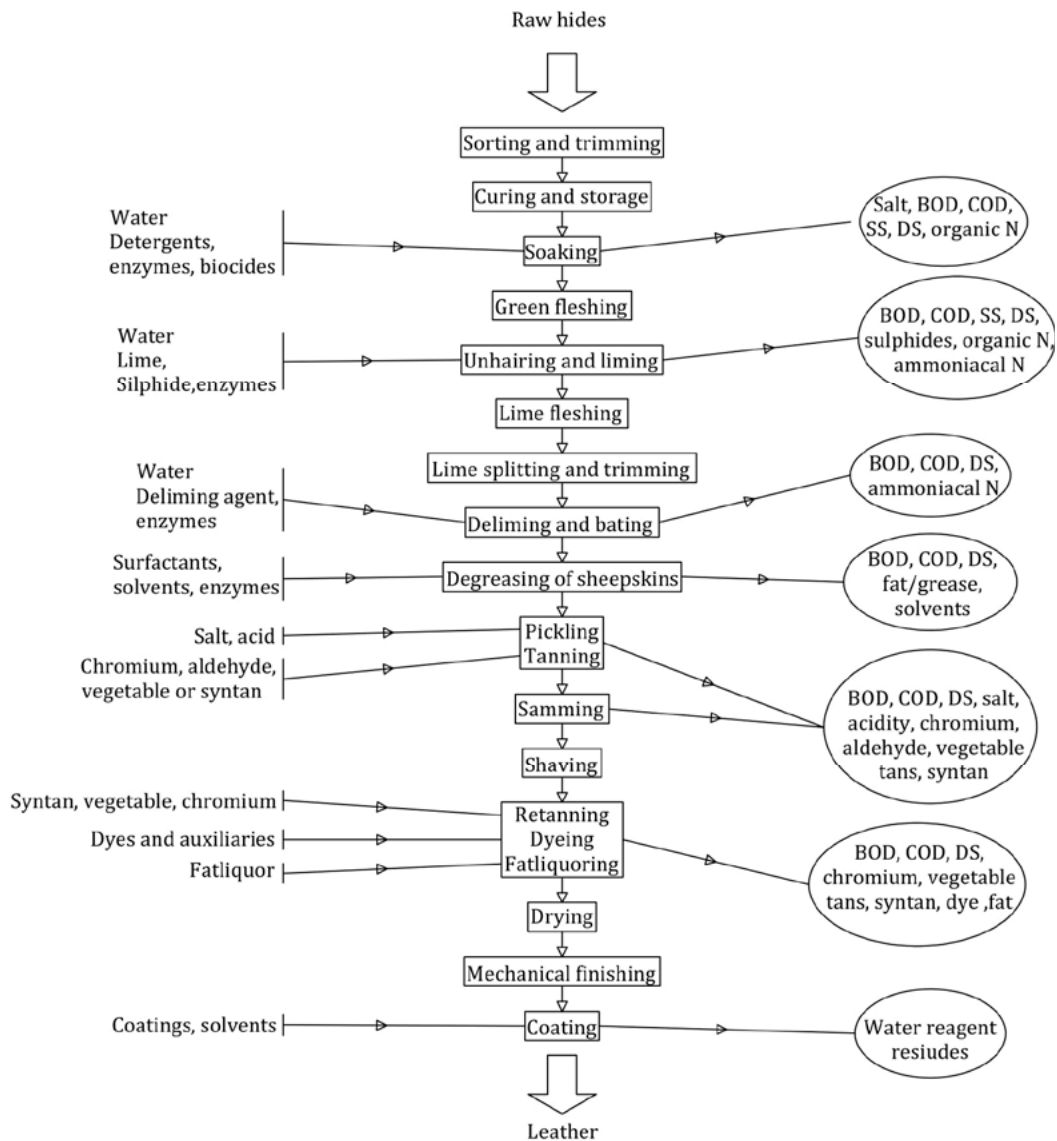 Raw hides
Sorting and trimming
Curing and storage
Water
Detergents,
enzymes, biocides
Soaking
Salt, BOD, COD,
SS, DS, organic N
Green fleshing
Water
Lime,
Silphide,enzymes
Unhairing and liming
BOD, COD, SS, DS,
sulphides, organic N,
ammoniacal N
Lime fleshing
Lime splitting and trimming
Water
Deliming agent,
enzymes
Deliming and bating
BOD, COD, DS,
ammoniacal N
Surfactants,
solvents, enzymes
Degreasing of sheepskins
BOD, COD, DS,
fat/grease,
solvents
Salt, acid
Chromium, aldehyde,
vegetable or syntan
Pickling
Tanning
Samming
BOD, COD, DS, salt,
acidity, chromium,
aldehyde, vegetable
tans, syntan
Shaving
Syntan, vegetable, chromium
Dyes and auxiliaries
Fatliquor
Retanning
Dyeing
Fatliquoring
BOD, COD, DS,
chromium, vegetable
tans, syntan, dye ,fat
Drying
Mechanical finishing
Coatings, solvents
Coating
Water reagent
resiudes
Leather